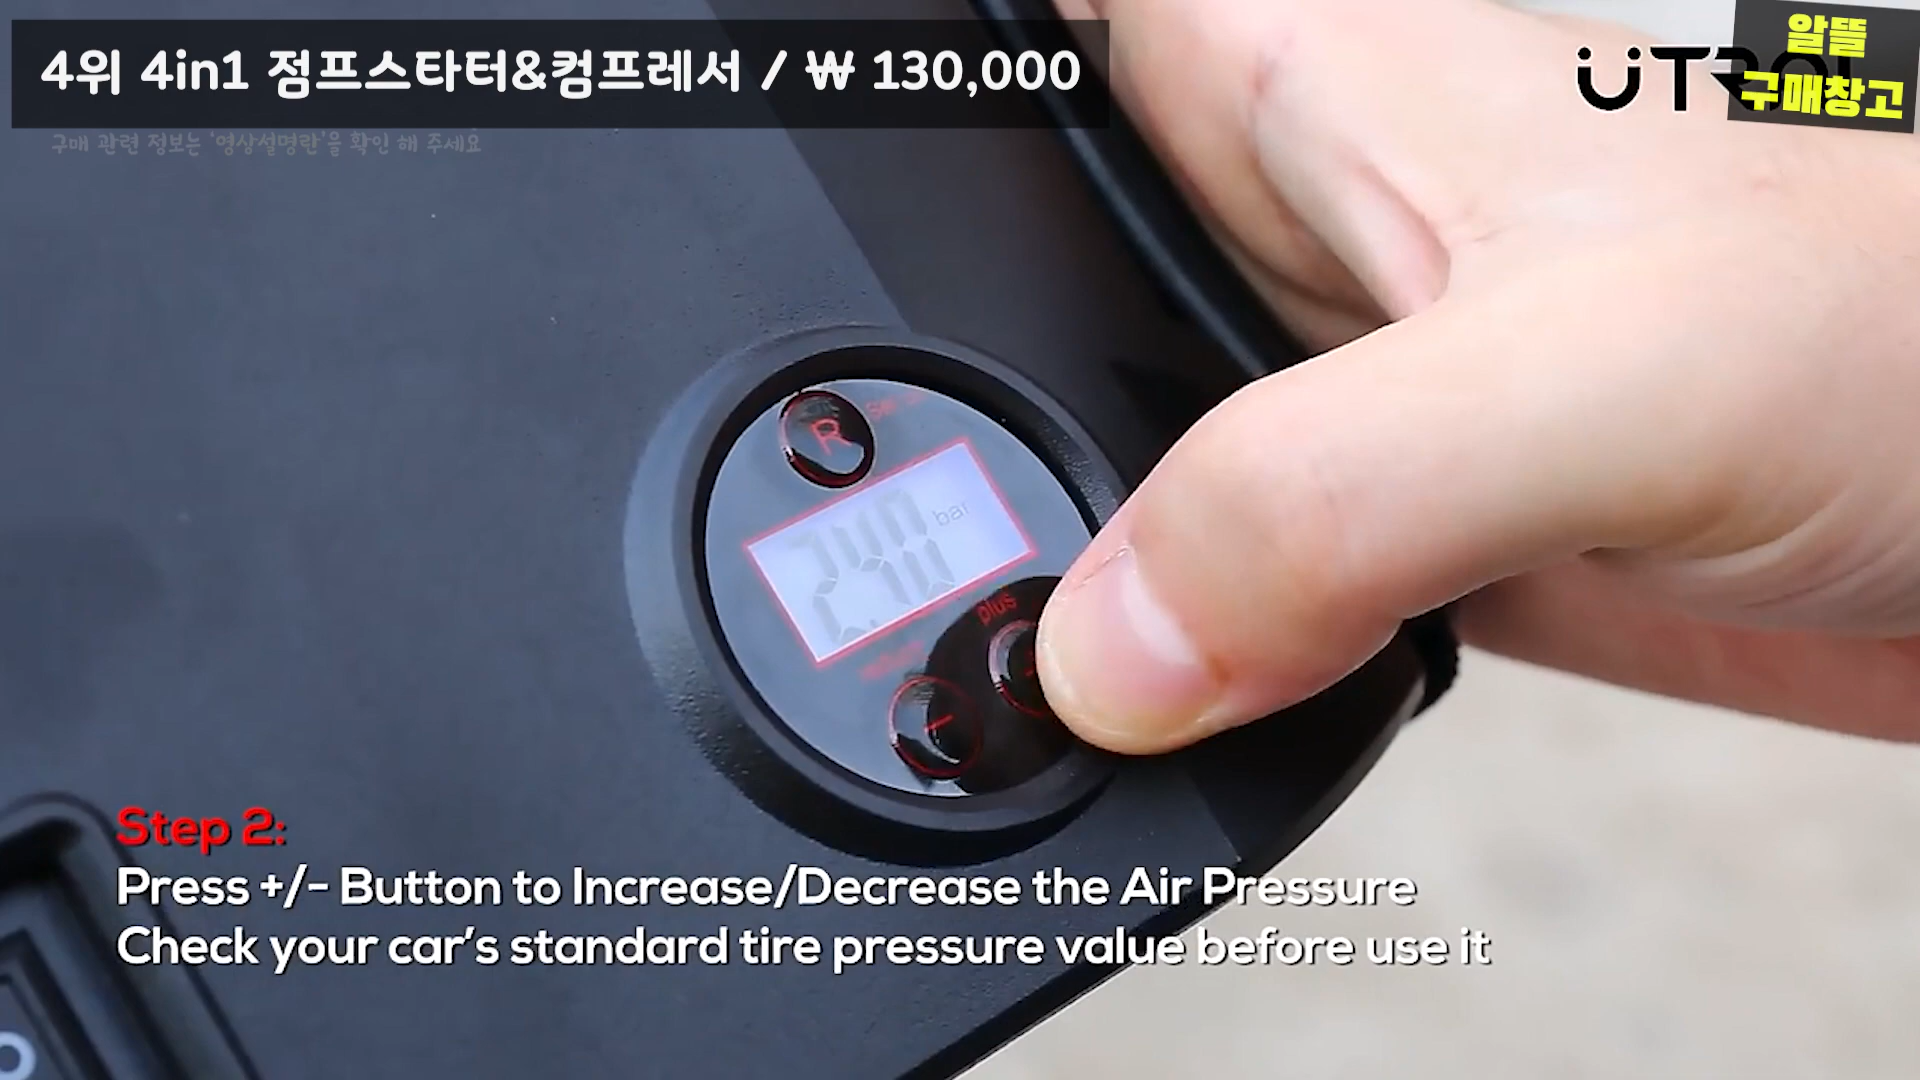 4위 4in1 점프스타터&컴프레서 / ₩ 130,000
구매 관련 정보는 '영상설명란'을 확인 해 주세요
알뜰
구매창고
R
bar
plus
Step 2:
Press +/- Button to Increase/Decrease the Air Pressure
Check your car's standard tire pressure value before use it